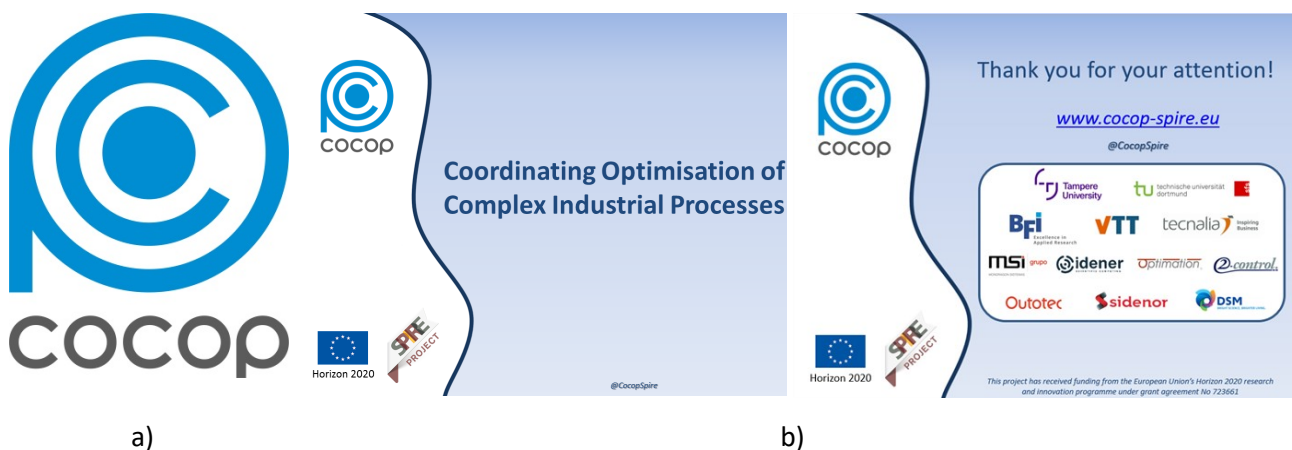 cocop
cocop
Coordinating Optimisation of
Complex Industrial Processes
Horizon 2020
SPIRE
PROJECT
@CocopSpire
cocop
Thank you for your attention!
www.cocop-spire.eu
@CocopSpire
Tampere
University
tu technische universität
dortmund
BFI
Excellence in
Applied Research
VTT
tecnalia Inspiring
Business
MSI grupo
idener
optimation
2-control
Outotec
sidenor
DSM
Horizon 2020
SPIRE
PROJECT
This project has received funding from the European Union's Horizon 2020 research
and innovation programme under grant agreement No 723661
a)
b)